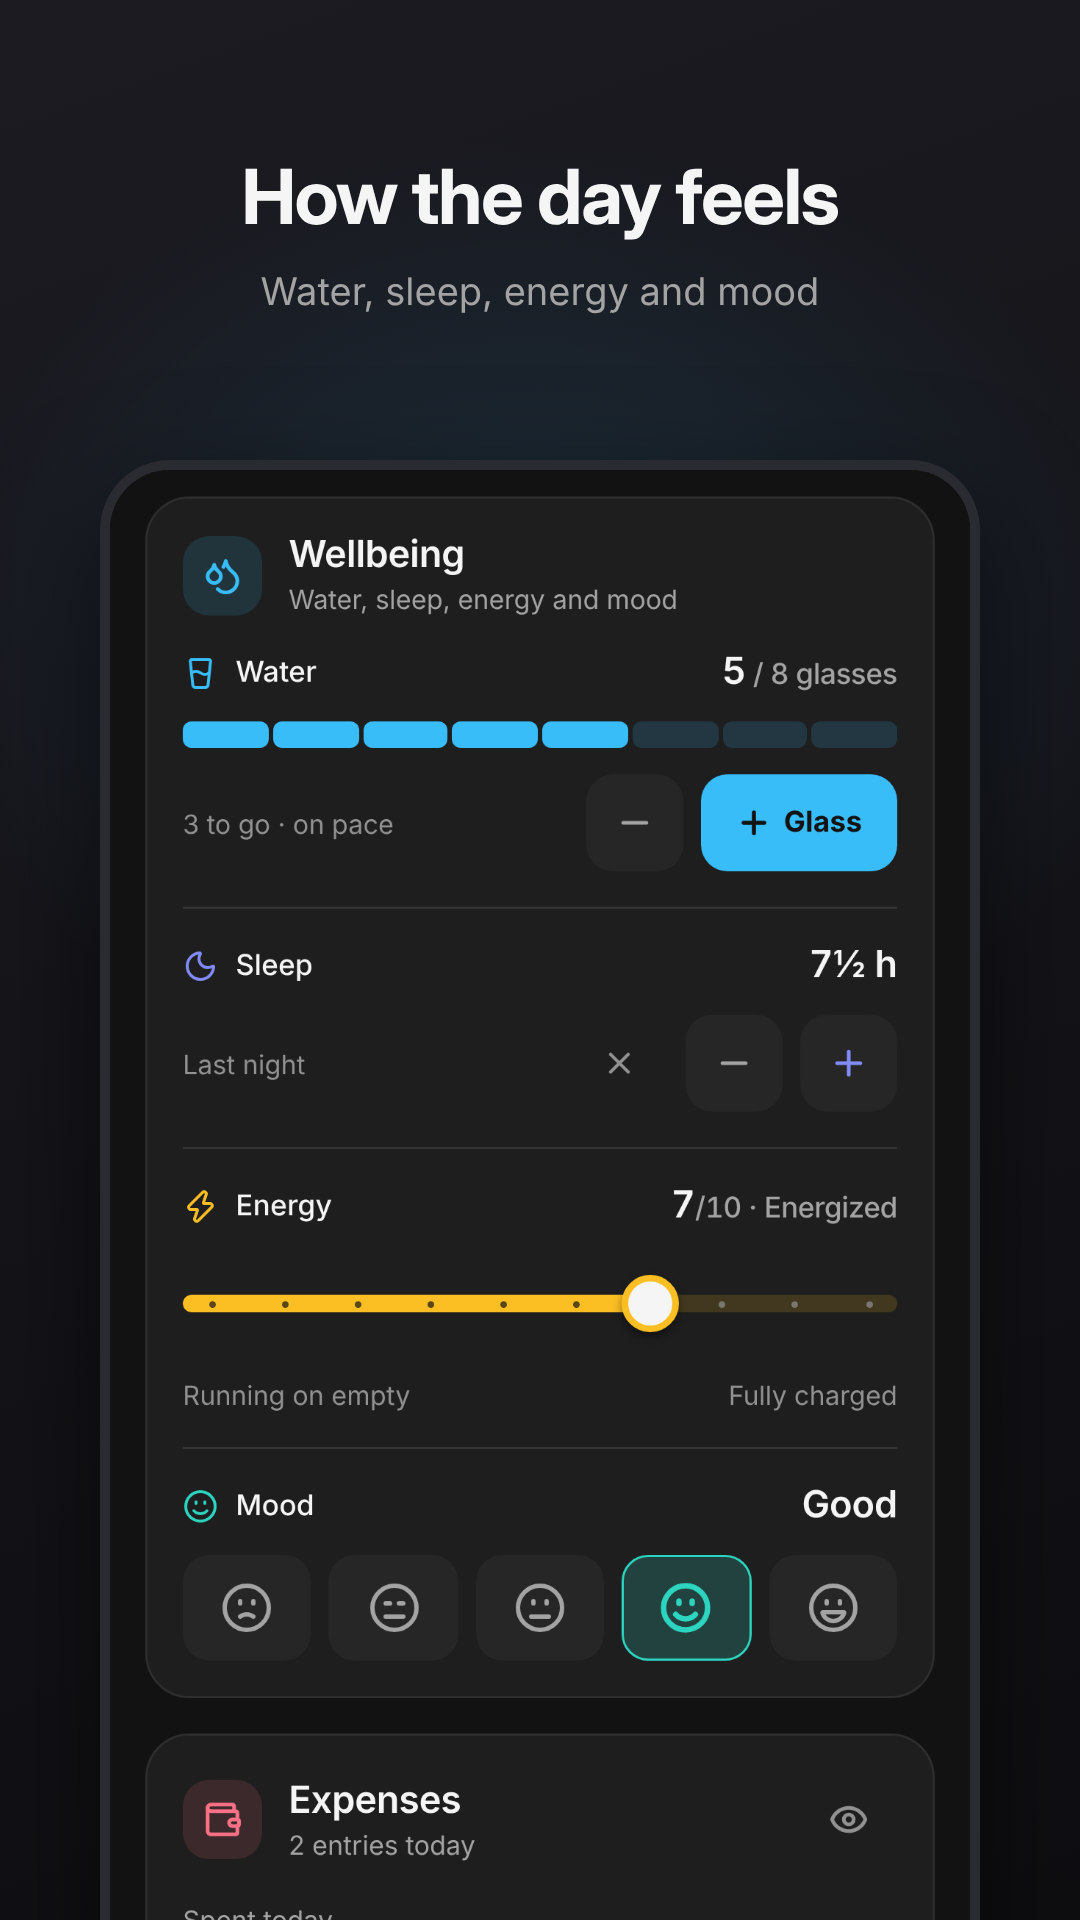 How the day feels
Water, sleep, energy and mood
Wellbeing
Water, sleep, energy and mood
Water
5 / 8 glasses
3 to go · on pace
Glass
Sleep
7½ h
Last night
Energy
7/10 · Energized
Running on empty
Fully charged
Mood
Good
Expenses
2 entries today
Spent today